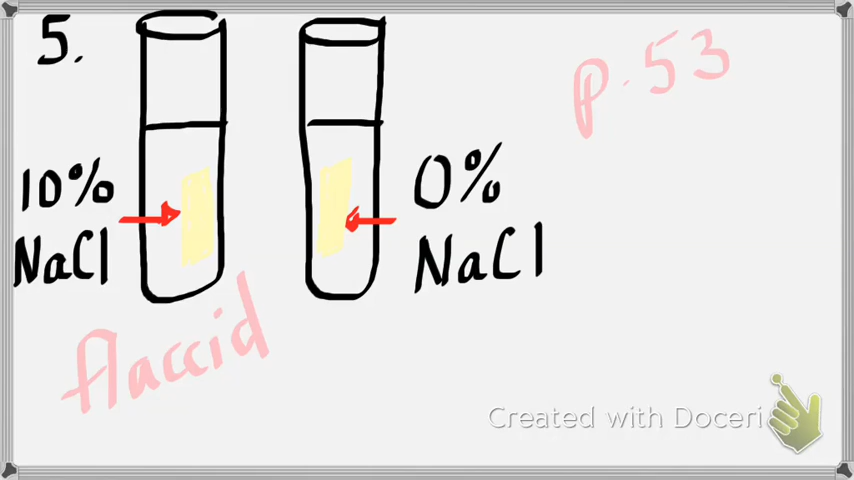 5.
p. 53
10%
NaCl
0%
NaCl
flaccid
Created with Doceri